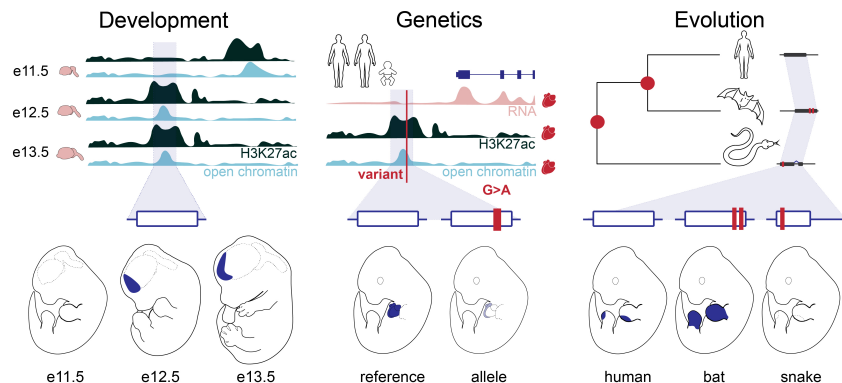 Development
e11.5
e12.5
e13.5
H3K27ac
open chromatin
e11.5
e12.5
e13.5
Genetics
RNA
H3K27ac
open chromatin
variant
G>A
reference
allele
Evolution
human
bat
snake